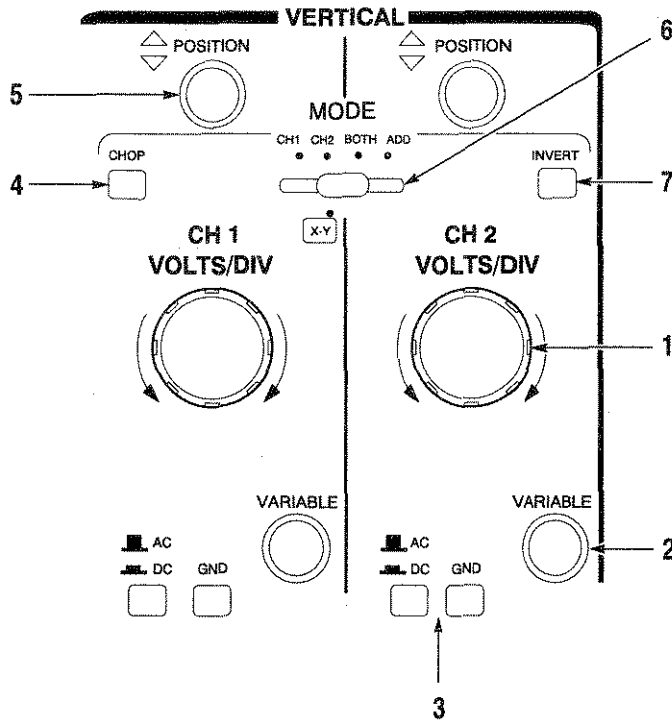 VERTICAL
6
POSITION
POSITION
5
MODE
CH1 CH2 BOTH ADD
CHOP
INVERT
4
7
X-Y
CH 1
VOLTS/DIV
CH 2
VOLTS/DIV
1
VARIABLE
VARIABLE
AC
AC
2
DC GND
DC GND
3